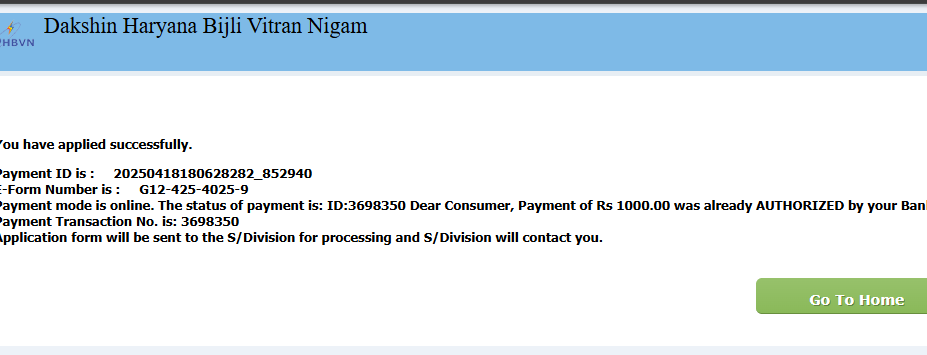 Dakshin Haryana Bijli Vitran Nigam
HBVN
You have applied successfully.
Payment ID is : 20250418180628282_852940
E-Form Number is : G12-425-4025-9
Payment mode is online. The status of payment is: ID:3698350 Dear Consumer, Payment of Rs 1000.00 was already AUTHORIZED by your Ban
Payment Transaction No. is: 3698350
Application form will be sent to the S/Division for processing and S/Division will contact you.
Go To Home